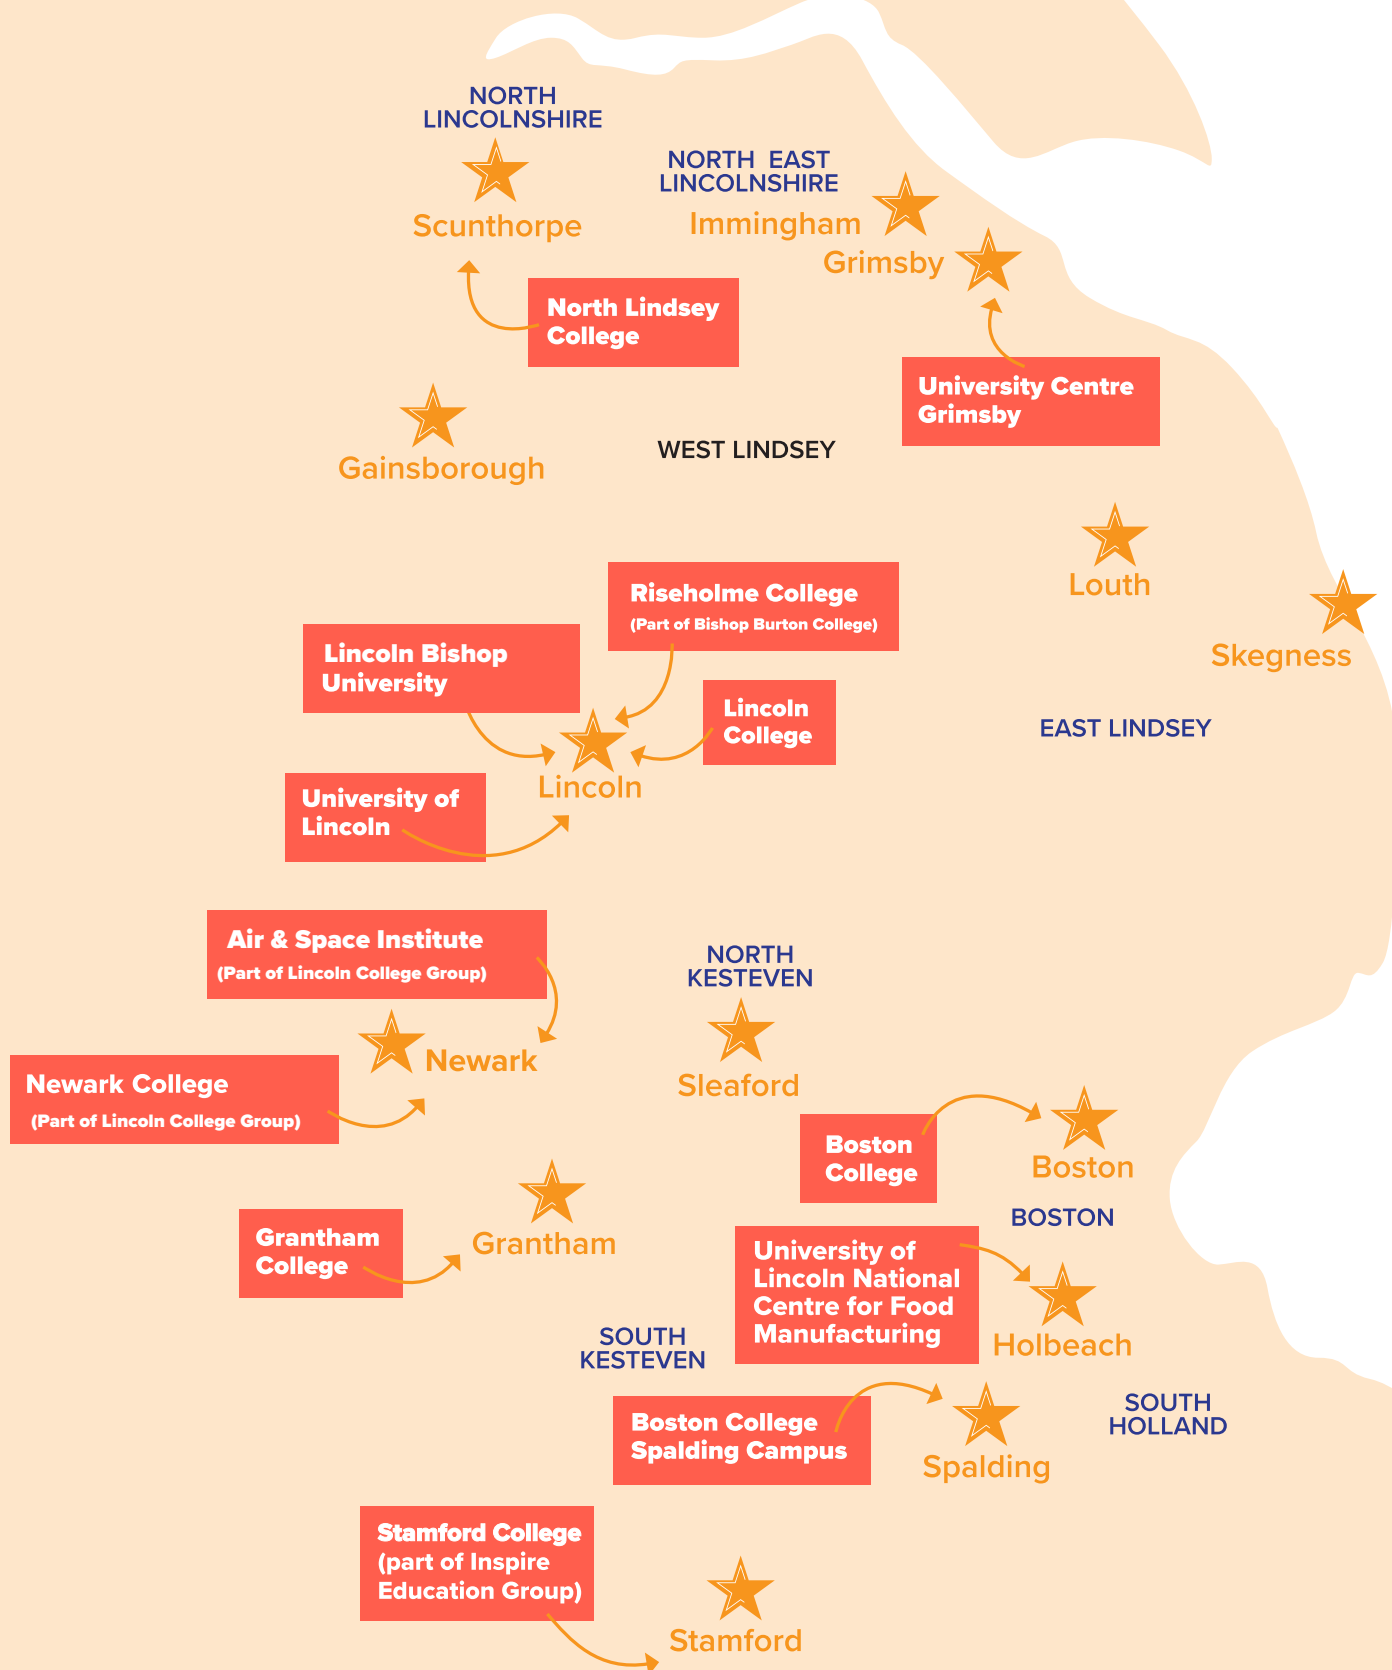 NORTH
LINCOLNSHIRE
Scunthorpe
NORTH EAST
LINCOLNSHIRE
Immingham
Grimsby
North Lindsey
College
University Centre
Grimsby
Gainsborough
WEST LINDSEY
Louth
Skegness
Riseholme College
(Part of Bishop Burton College)
Lincoln Bishop
University
Lincoln
College
EAST LINDSEY
Lincoln
University of
Lincoln
Air & Space Institute
(Part of Lincoln College Group)
NORTH
KESTEVEN
Newark
Sleaford
Newark College
(Part of Lincoln College Group)
Boston
College
Boston
BOSTON
Grantham
College
Grantham
University of
Lincoln National
Centre for Food
Manufacturing
Holbeach
SOUTH
KESTEVEN
SOUTH
HOLLAND
Boston College
Spalding Campus
Spalding
Stamford College
(part of Inspire
Education Group)
Stamford